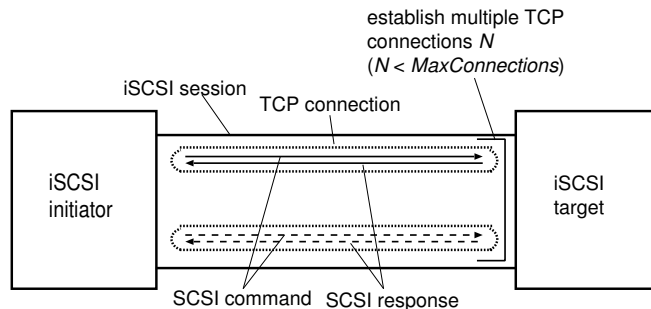 establish multiple TCP
connections N
(N < MaxConnections)
iSCSI session
TCP connection
iSCSI
initiator
iSCSI
target
SCSI command
SCSI response